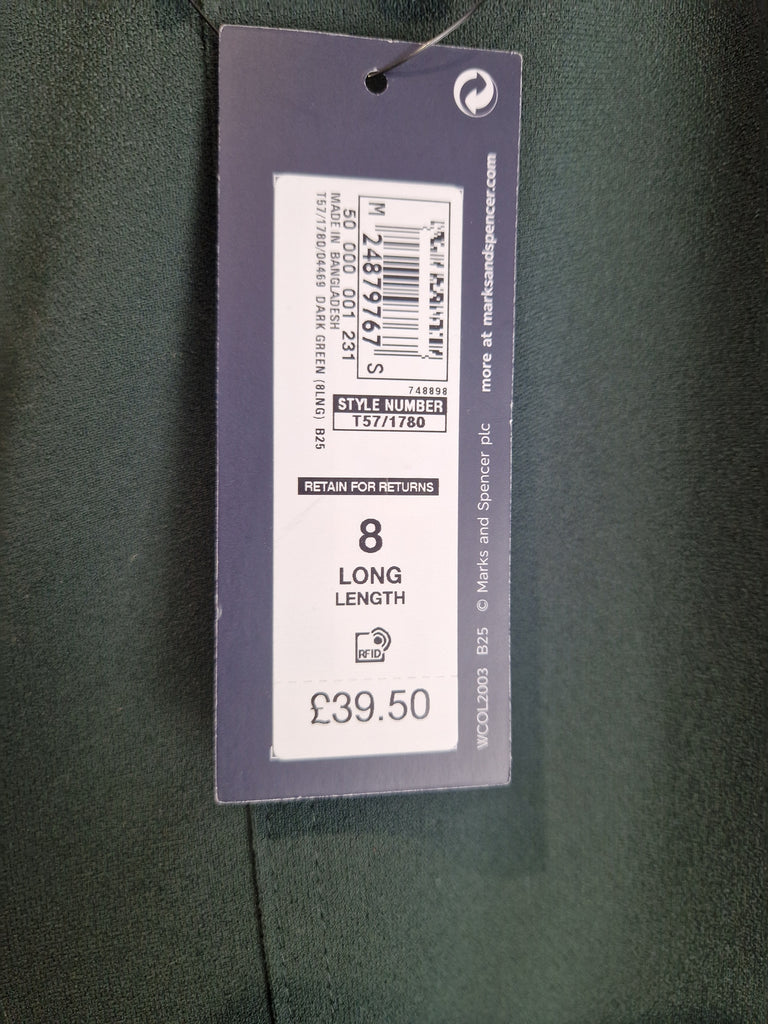 M 24879767 S
50 000 001 231
MADE IN BANGLADESH
T57/1780/04469 DARK GREEN (8LNG) B25
748898
STYLE NUMBER
T57/1780
RETAIN FOR RETURNS
8
LONG
LENGTH
RFID
£39.50
WCOL2003 B25 © Marks and Spencer plc more at marksandspencer.com